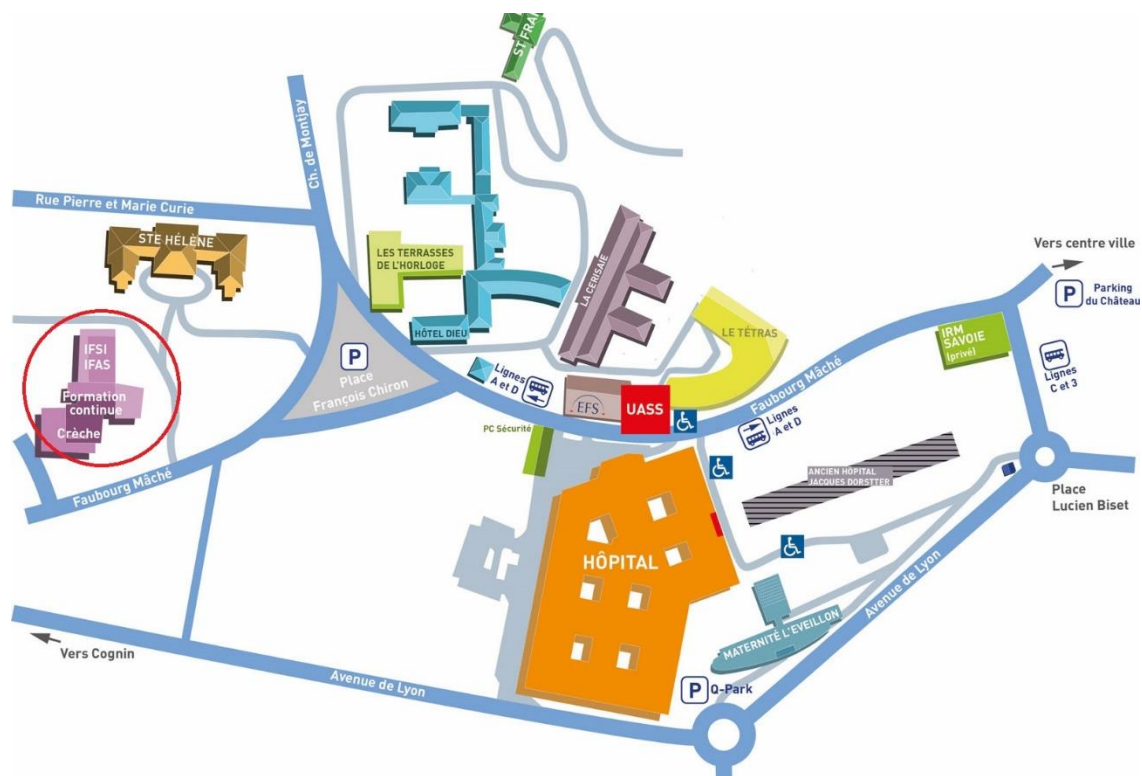 ST FRAN
Ch. de Montjay
Rue Pierre et Marie Curie
STE HÉLÈNE
LES TERRASSES
DE L'HORLOGE
LA CERISAIE
Vers centre ville
P Parking
du Château
IFSI
IFAS
Formation
continue
Crèche
P
Place
François Chiron
HÔTEL DIEU
Lignes
A et D
EFS
UASS
LE TÉTRAS
Faubourg Mâché
IRM
SAVOIE
(privé)
Lignes
C et 3
PC Sécurité
Lignes
A et D
Faubourg Mâché
ANCIEN HÔPITAL
JACQUES DORSTTER
Place
Lucien Biset
HÔPITAL
Avenue de Lyon
MATERNITÉ L'EVEILLON
Vers Cognin
Avenue de Lyon
P Q-Park